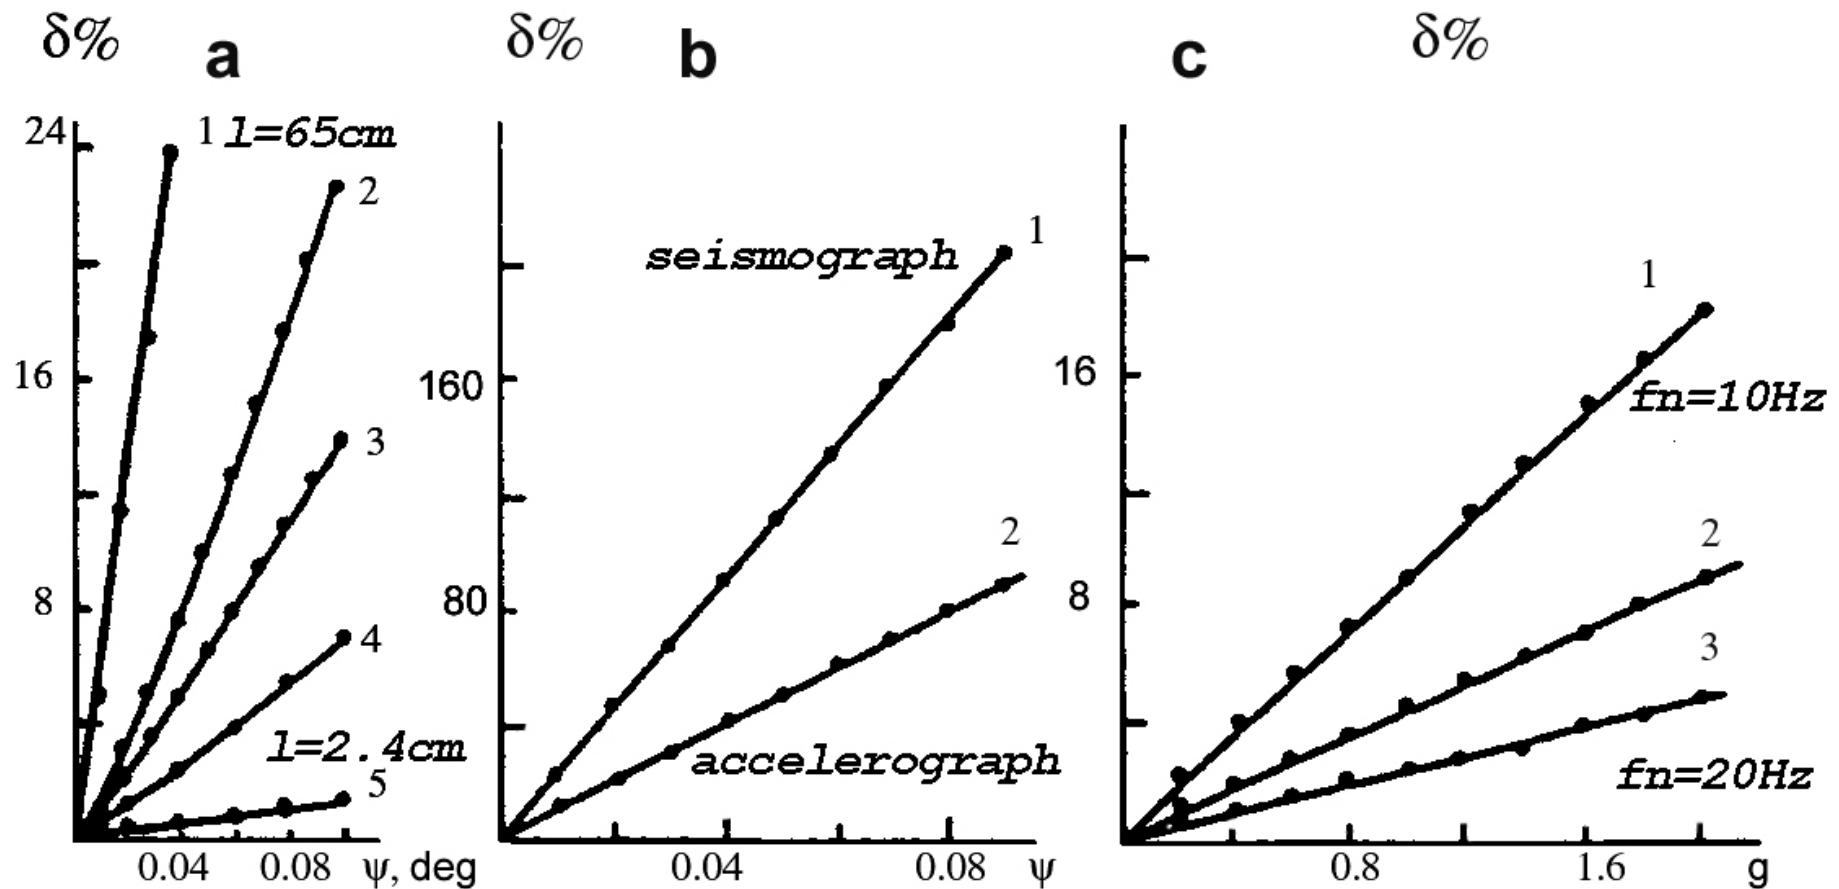 δ% a
24
1 l=65cm
2
16
3
8
4
l=2.4cm
5
0.04 0.08 ψ, deg
δ% b
1
seismograph
160
2
80
accelerograph
0.04 0.08 ψ
c δ%
1
16
fn=10Hz
2
8
3
fn=20Hz
0.8 1.6 g